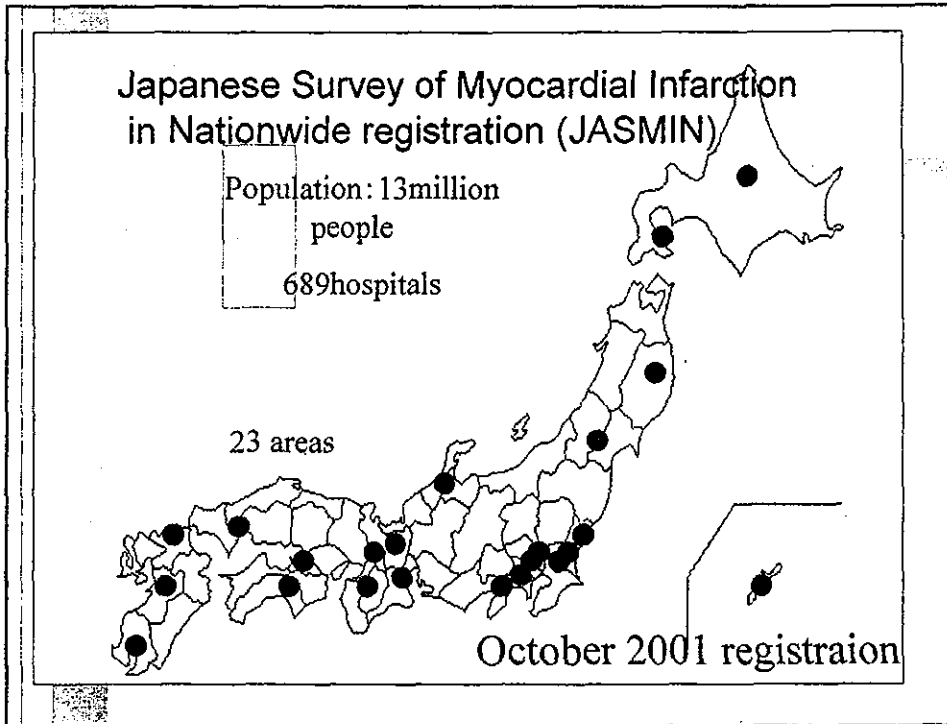 Japanese Survey of Myocardial Infarction
in Nationwide registration (JASMIN)
Population: 13million
people
689hospitals
23 areas
October 2001 registraion